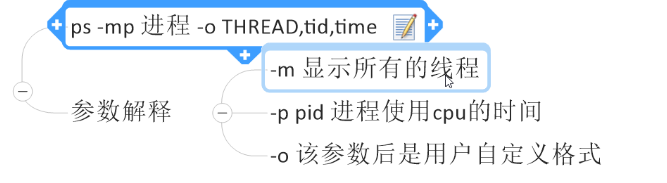 ps -mp 进程 -o THREAD,tid,time
-m 显示所有的线程
参数解释
-p pid 进程使用cpu的时间
-o 该参数后是用户自定义格式